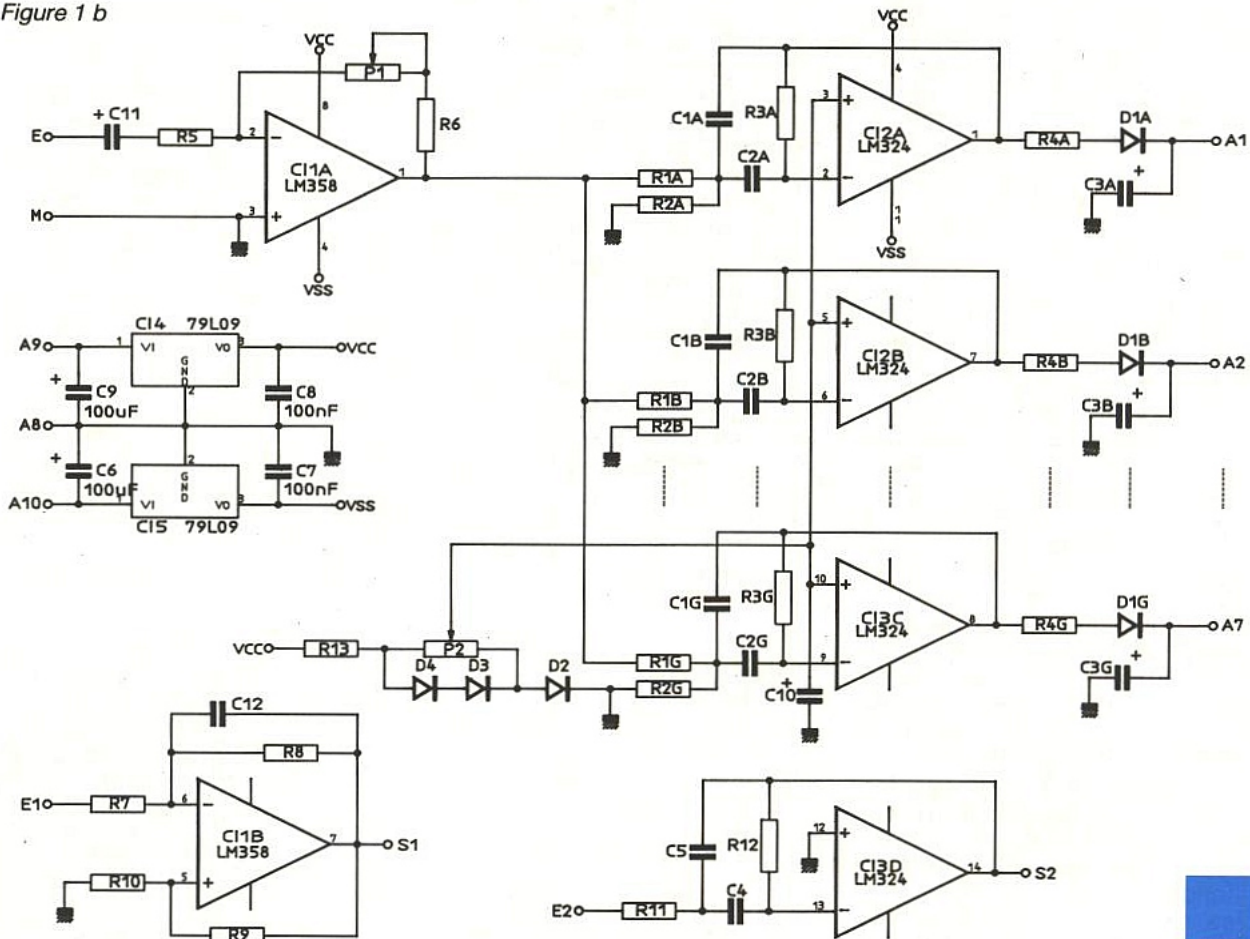 Figure 1 b
VCC
P1
8
E
+ C11
R5
2 −
R6
CI1A
LM358
1
M
3 +
4
VSS
VCC
4
C1A
R3A
3 +
C2A
CI2A
LM324
1
R4A
D1A
A1
R1A
2 −
R2A
+
C3A
11
VSS
C1B
R3B
5 +
C2B
CI2B
LM324
7
R4B
D1B
A2
R1B
6 −
R2B
+
C3B
CI4 79L09
A9
1 VI VO 3
VCC
GND
2
+
C9
100uF
C8
100nF
A8
+
C6
100µF
2
GND
C7
100nF
A10
1 VI VO 3
VSS
CI5 79L09
C1G
R3G
10 +
C2G
CI3C
LM324
8
R4G
D1G
A7
R1G
9 −
R2G
+
C10
+
C3G
VCC
R13
P2
D4
D3
D2
C12
R8
E1
R7
6 −
CI1B
LM358
7
S1
R10
5 +
R9
C5
R12
12 +
C4
CI3D
LM324
14
S2
E2
R11
13 −